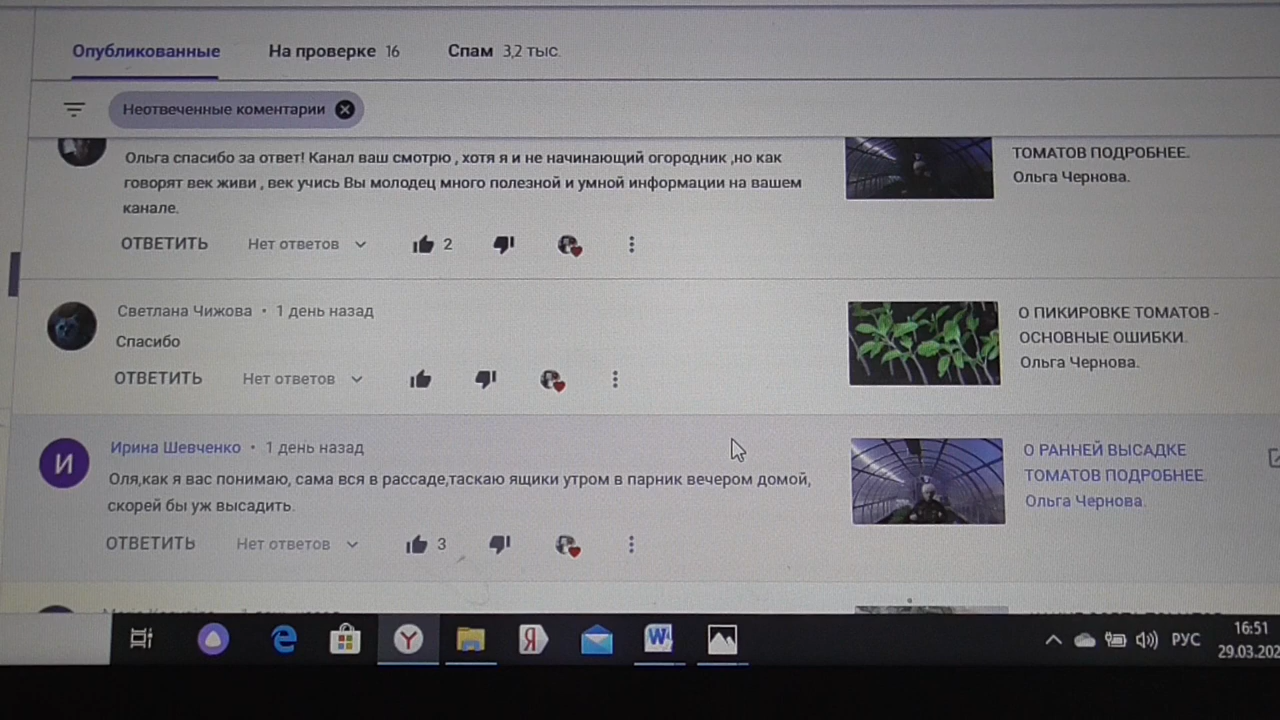 Опубликованные На проверке 16 Спам 3,2 тыс.
Неотвеченные коментарии
Ольга спасибо за ответ! Канал ваш смотрю , хотя я и не начинающий огородник ,но как
говорят век живи , век учись Вы молодец много полезной и умной информации на вашем
канале.
ТОМАТОВ ПОДРОБНЕЕ.
Ольга Чернова.
ОТВЕТИТЬ Нет ответов 2
Светлана Чижова • 1 день назад
Спасибо
ОТВЕТИТЬ Нет ответов
О ПИКИРОВКЕ ТОМАТОВ -
ОСНОВНЫЕ ОШИБКИ.
Ольга Чернова.
И
Ирина Шевченко • 1 день назад
Оля,как я вас понимаю, сама вся в рассаде,таскаю ящики утром в парник вечером домой,
скорей бы уж высадить.
ОТВЕТИТЬ Нет ответов 3
О РАННЕЙ ВЫСАДКЕ
ТОМАТОВ ПОДРОБНЕЕ.
Ольга Чернова.
Y Я W РУС
16:51
29.03.202